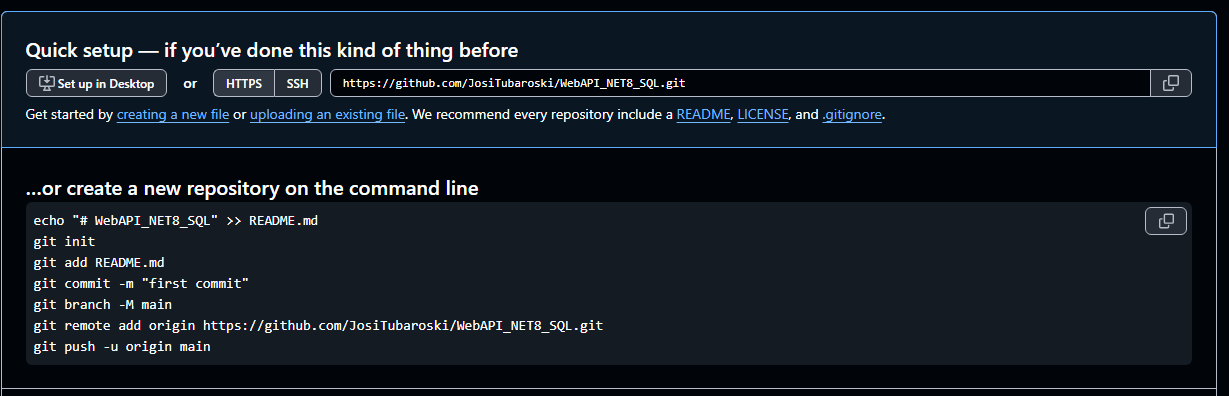 Quick setup — if you’ve done this kind of thing before
Set up in Desktop or HTTPS SSH https://github.com/JosiTubaroski/WebAPI_NET8_SQL.git
Get started by creating a new file or uploading an existing file. We recommend every repository include a README, LICENSE, and .gitignore.
…or create a new repository on the command line
echo "# WebAPI_NET8_SQL" >> README.md
git init
git add README.md
git commit -m "first commit"
git branch -M main
git remote add origin https://github.com/JosiTubaroski/WebAPI_NET8_SQL.git
git push -u origin main